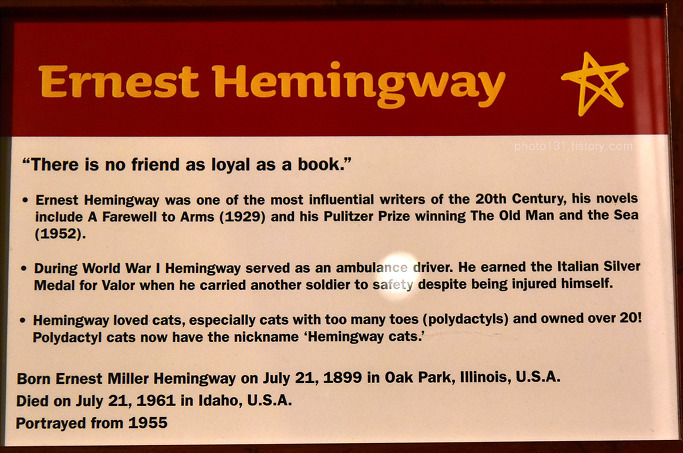 Ernest Hemingway
photo131.tistory.com
“There is no friend as loyal as a book.”
• Ernest Hemingway was one of the most influential writers of the 20th Century, his novels
include A Farewell to Arms (1929) and his Pulitzer Prize winning The Old Man and the Sea
(1952).
• During World War I Hemingway served as an ambulance driver. He earned the Italian Silver
Medal for Valor when he carried another soldier to safety despite being injured himself.
• Hemingway loved cats, especially cats with too many toes (polydactyls) and owned over 20!
Polydactyl cats now have the nickname ‘Hemingway cats.’
Born Ernest Miller Hemingway on July 21, 1899 in Oak Park, Illinois, U.S.A.
Died on July 21, 1961 in Idaho, U.S.A.
Portrayed from 1955